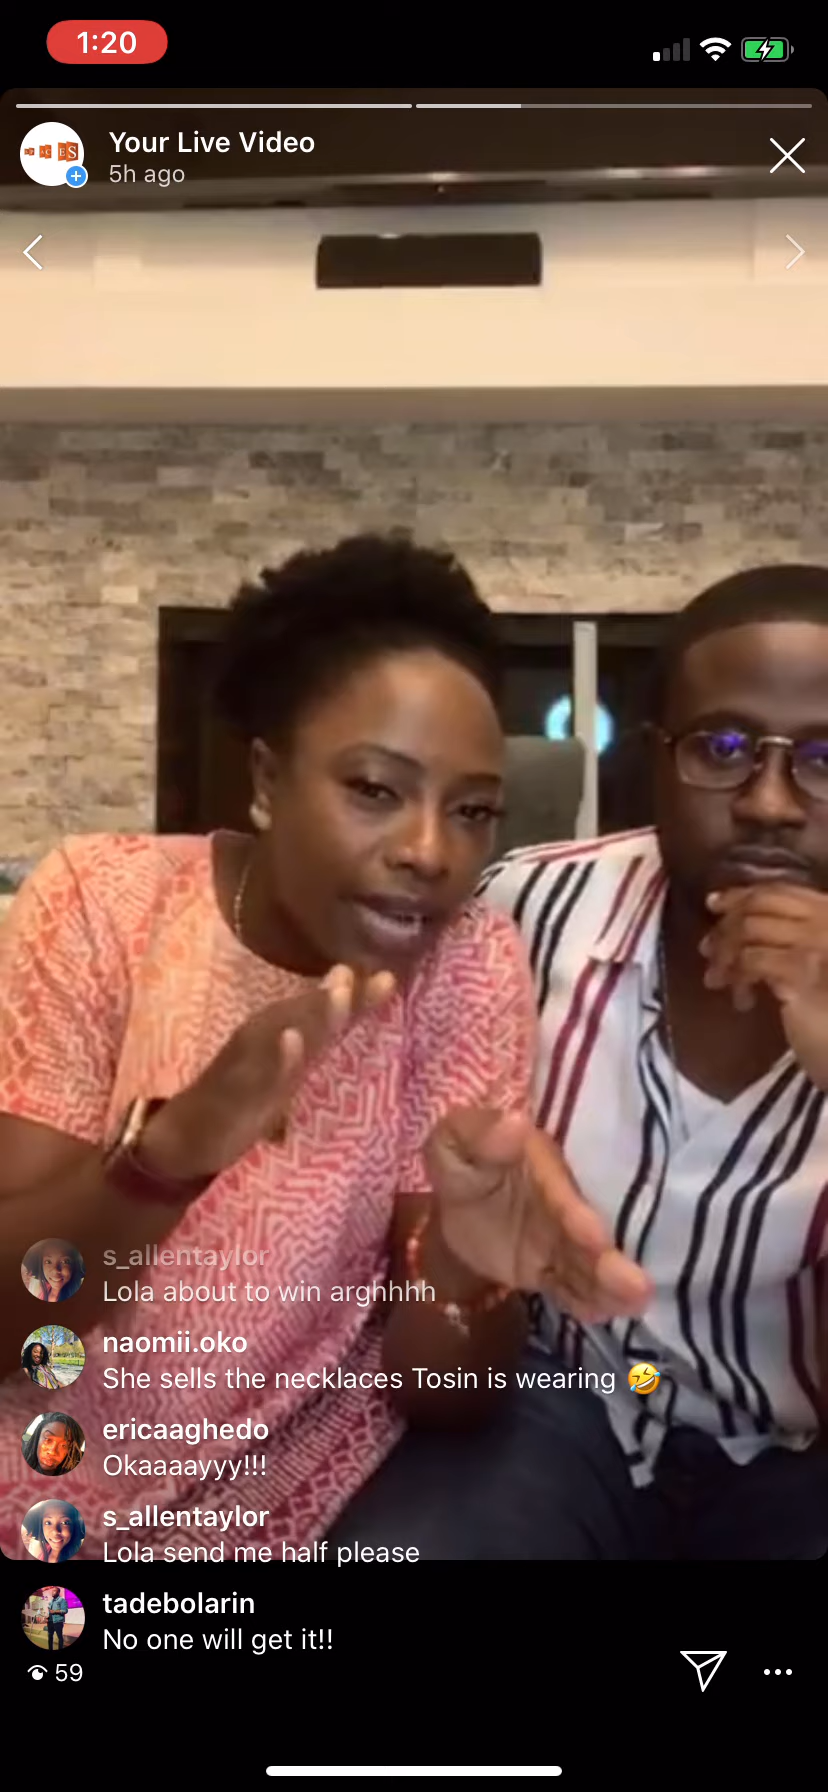 1:20
Your Live Video
5h ago
s_allentaylor
Lola about to win arghhhh
naomii.oko
She sells the necklaces Tosin is wearing 🤣
ericaaghedo
Okaaaayyy!!!
s_allentaylor
Lola send me half please
tadebolarin
No one will get it!!
59